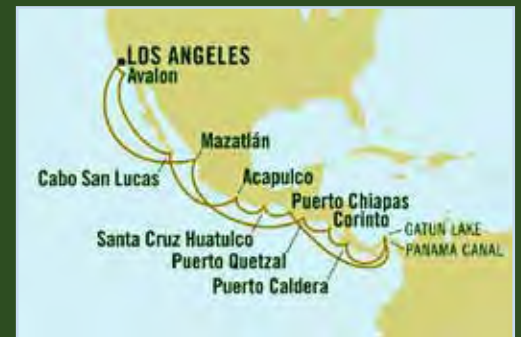 LOS ANGELES
Avalon
Mazatlán
Cabo San Lucas
Acapulco
Puerto Chiapas
Corinto
Santa Cruz Huatulco
GATUN LAKE
PANAMA CANAL
Puerto Quetzal
Puerto Caldera